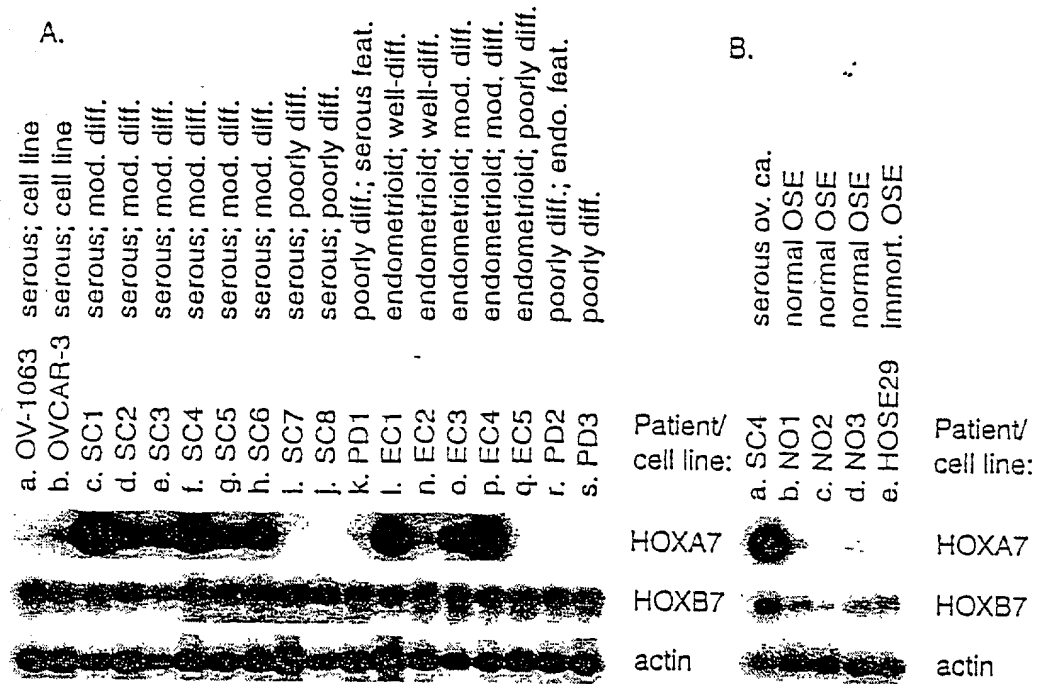 A.
serous; cell line
serous; cell line
serous; mod. diff.
serous; mod. diff.
serous; mod. diff.
serous; mod. diff.
serous; mod. diff.
serous; mod. diff.
serous; poorly diff.
serous; poorly diff.
poorly diff.; serous feat.
endometrioid; well-diff.
endometrioid; well-diff.
endometrioid; mod. diff.
endometrioid; mod. diff.
endometrioid; poorly diff.
poorly diff.; endo. feat.
poorly diff.
a. OV-1063
b. OVCAR-3
c. SC1
d. SC2
e. SC3
f. SC4
g. SC5
h. SC6
i. SC7
j. SC8
k. PD1
l. EC1
n. EC2
o. EC3
p. EC4
q. EC5
r. PD2
s. PD3
Patient/
cell line:
HOXA7
HOXB7
actin
B.
serous ov. ca.
normal OSE
normal OSE
normal OSE
immort. OSE
a. SC4
b. NO1
c. NO2
d. NO3
e. HOSE29
Patient/
cell line:
HOXA7
HOXB7
actin